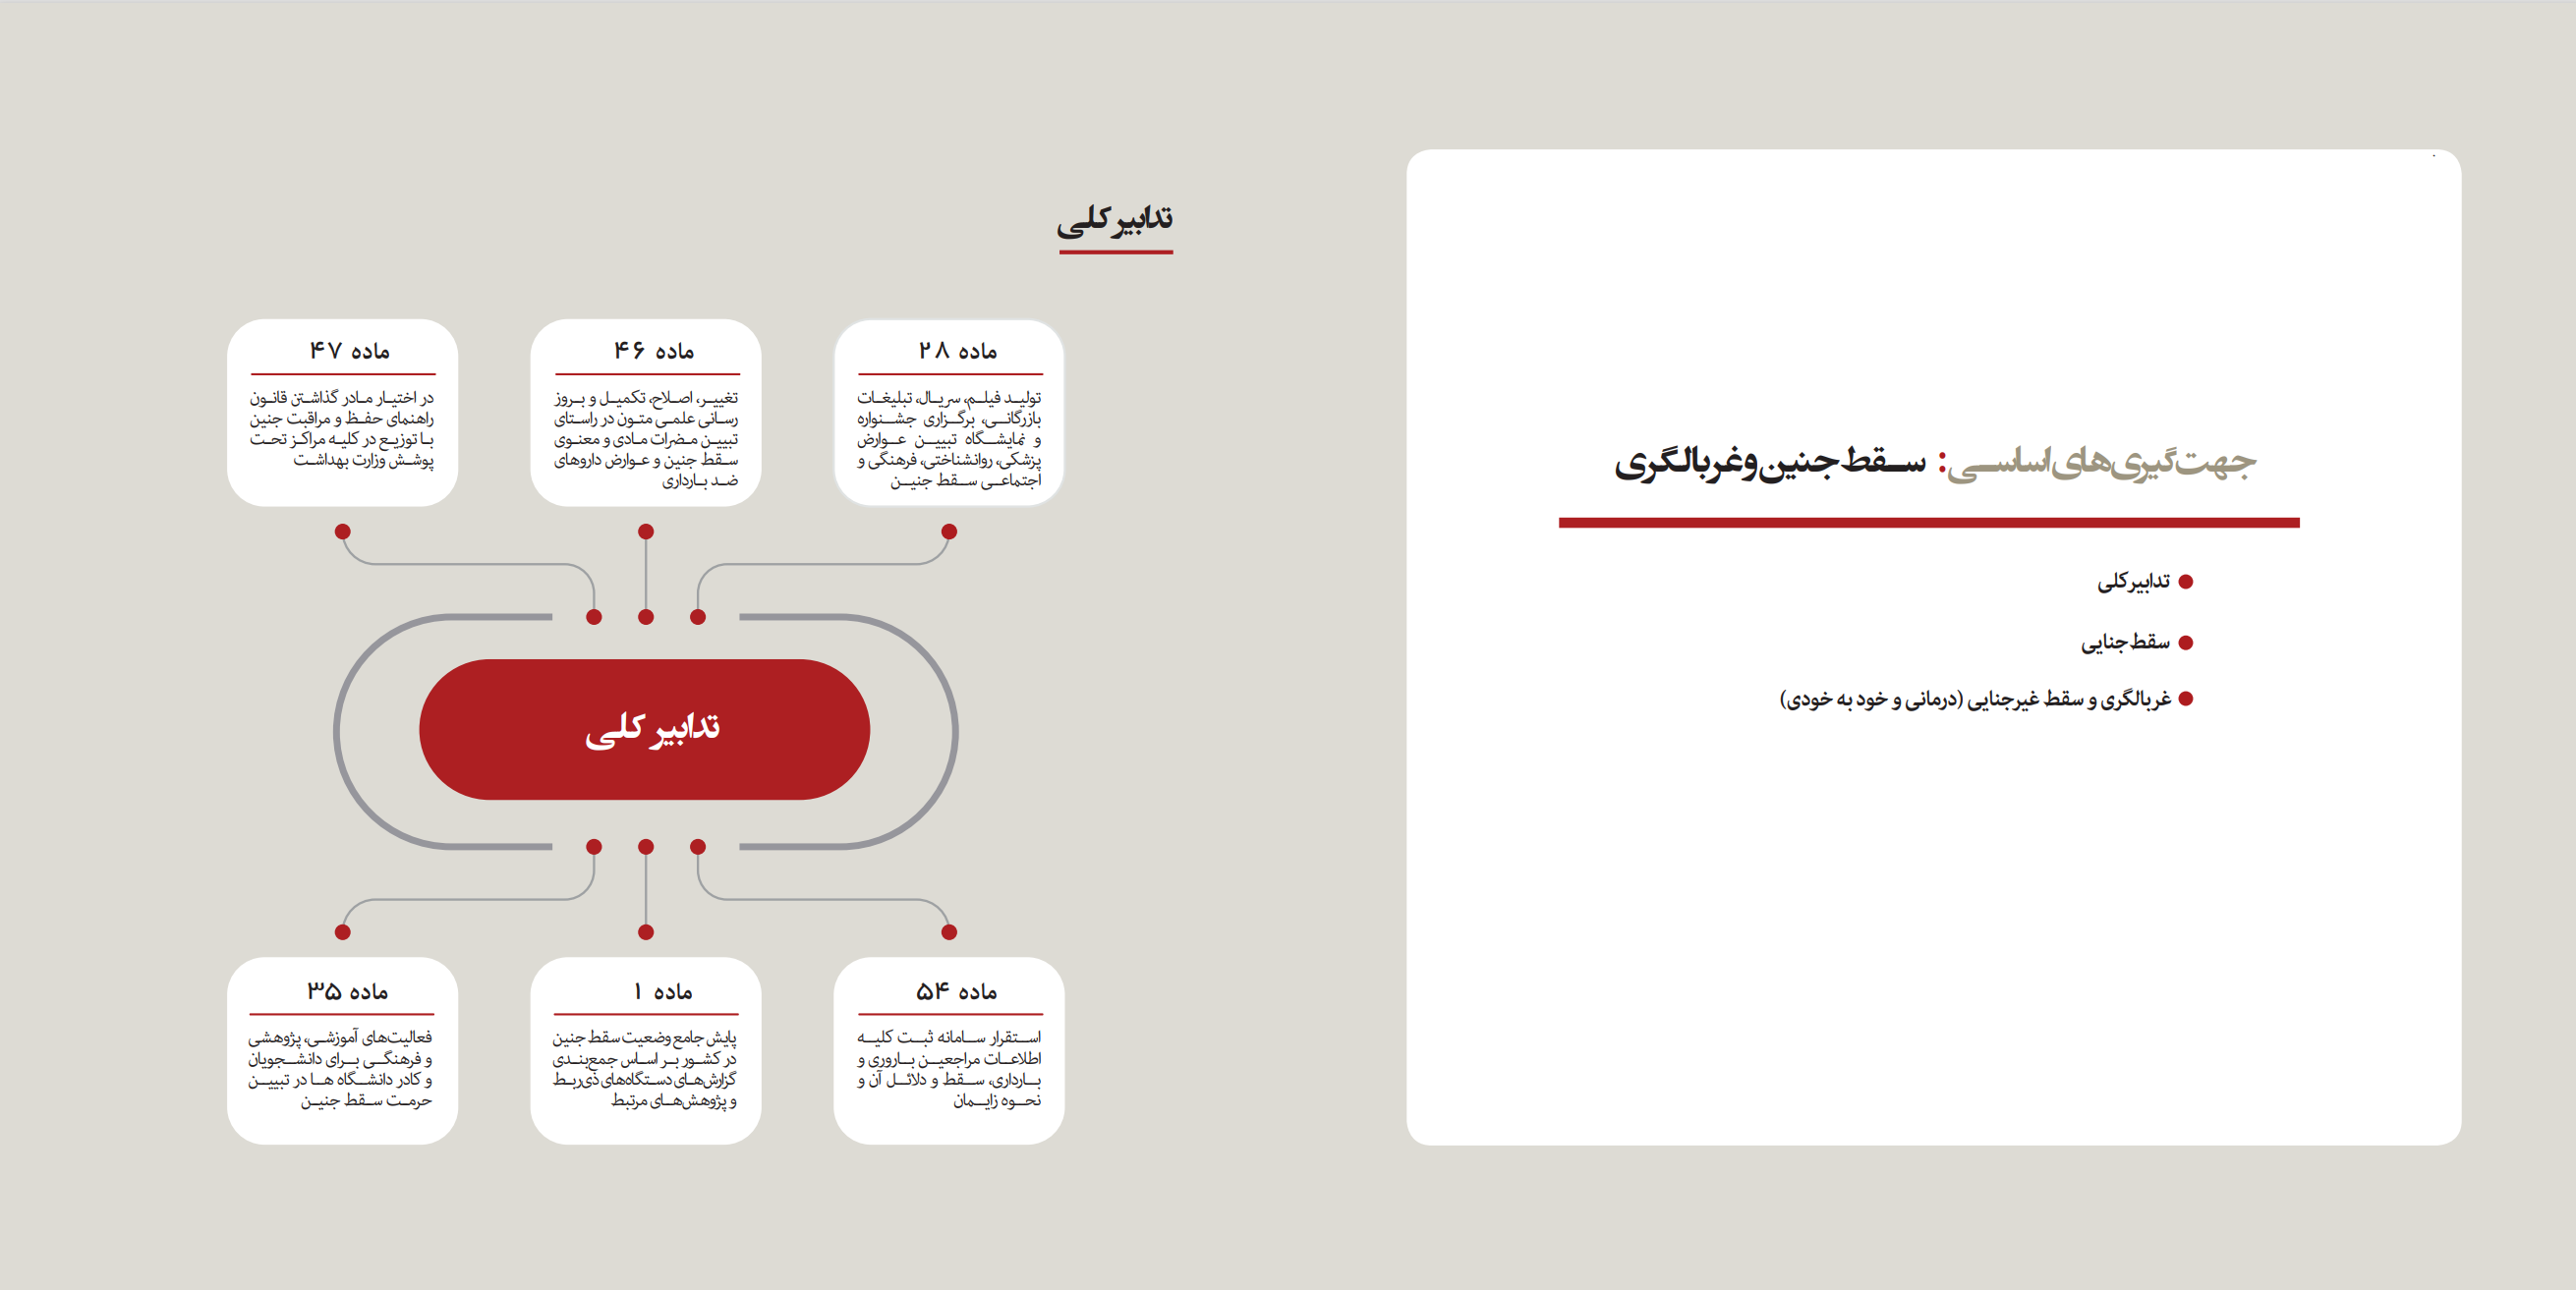 جهت‌گیری‌های اساسی: سقط جنین و غربالگری
تدابیر کلی
سقط جنایی
غربالگری و سقط غیرجنایی (درمانی و خود به خودی)
تدابیر کلی
ماده ۲۸
تولید فیلم، سریال، تبلیغات
بازرگانی، برگزاری جشنواره
و نمایشگاه تبیین عوارض
پزشکی، روانشناختی، فرهنگی و
اجتماعی سقط جنین
ماده ۴۶
تغییر، اصلاح، تکمیل و بروز
رسانی علمی متون در راستای
تبیین مضرات مادی و معنوی
سقط جنین و عوارض داروهای
ضد بارداری
ماده ۴۷
در اختیار مادر گذاشتن قانون
راهنمای حفظ و مراقبت جنین
با توزیع در کلیه مراکز تحت
پوشش وزارت بهداشت
تدابیر کلی
ماده ۵۴
استقرار سامانه ثبت کلیه
اطلاعات مراجعین باروری و
بارداری، سقط و دلائل آن و
نحوه زایمان
ماده ۱
پایش جامع وضعیت سقط جنین
در کشور بر اساس جمع‌بندی
گزارش‌های دستگاه‌های ذی‌ربط
و پژوهش‌های مرتبط
ماده ۳۵
فعالیت‌های آموزشی، پژوهشی
و فرهنگی برای دانشجویان
و کادر دانشگاه ها در تبیین
حرمت سقط جنین